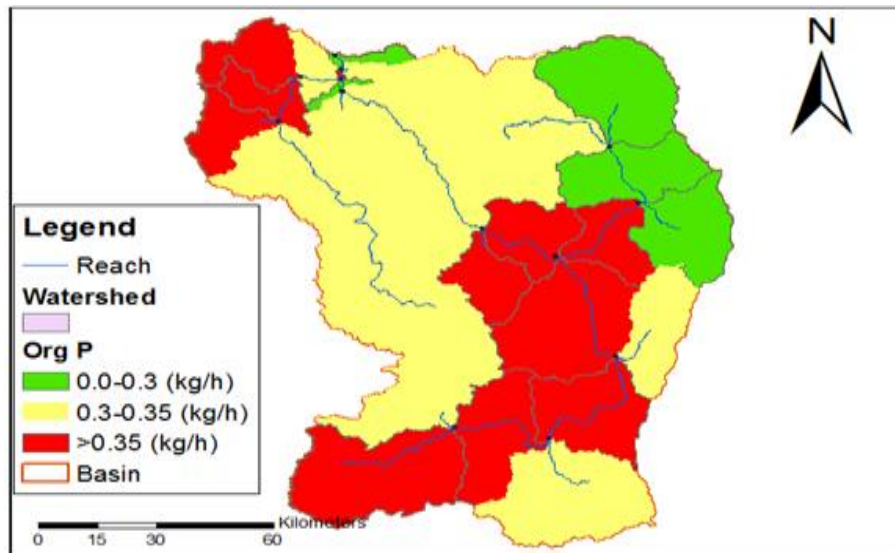 N
Legend
Reach
Watershed
Org P
0.0-0.3 (kg/h)
0.3-0.35 (kg/h)
>0.35 (kg/h)
Basin
Kilometers
0 15 30 60